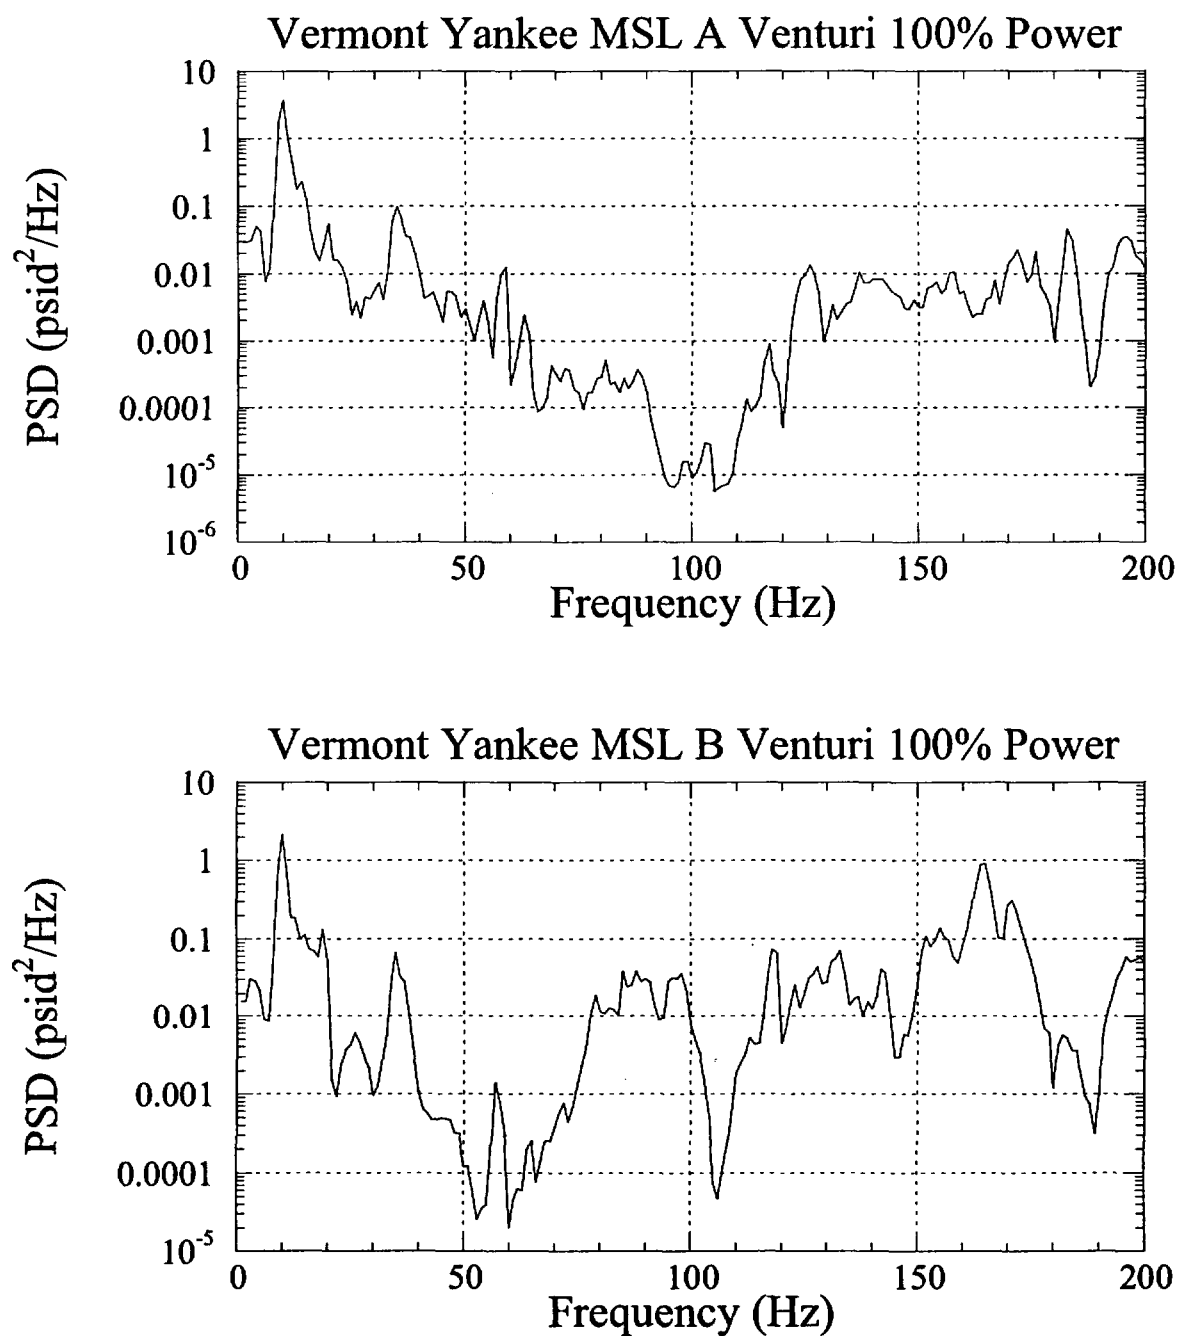 Vermont Yankee MSL A Venturi 100% Power
PSD (psid²/Hz)
10
1
0.1
0.01
0.001
0.0001
10⁻⁵
10⁻⁶
0 50 100 150 200
Frequency (Hz)
Vermont Yankee MSL B Venturi 100% Power
PSD (psid²/Hz)
10
1
0.1
0.01
0.001
0.0001
10⁻⁵
0 50 100 150 200
Frequency (Hz)